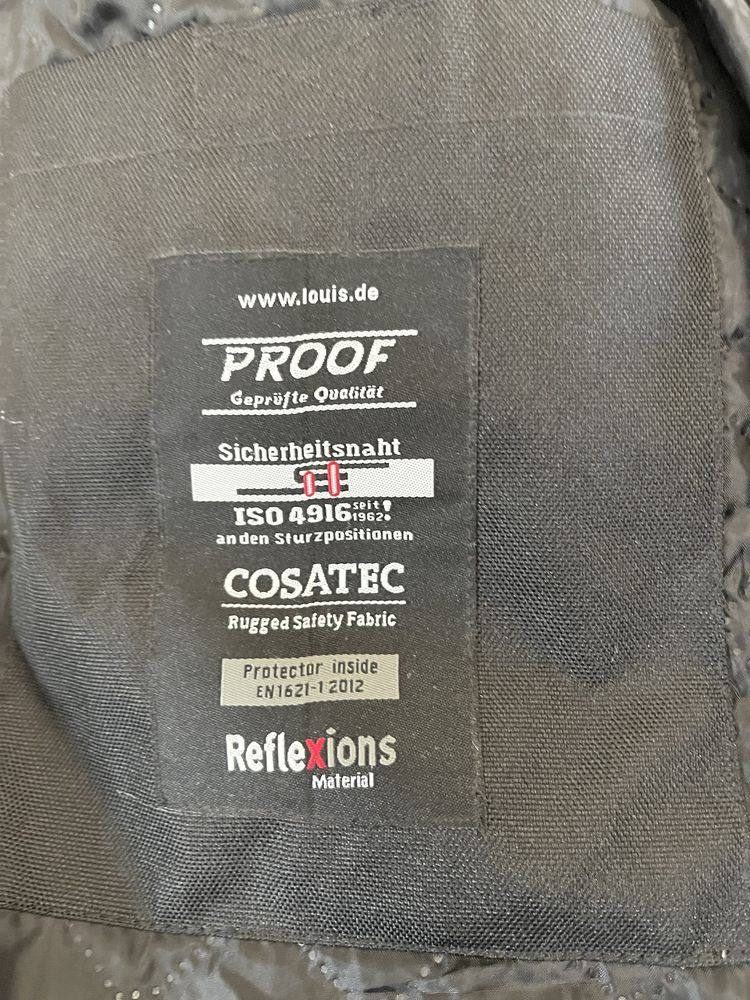 www.louis.de
PROOF
Geprüfte Qualität
Sicherheitsnaht
ISO 4916 seit 1962!
an den Sturzpositionen
COSATEC
Rugged Safety Fabric
Protector inside
EN1621-1 2012
Reflexions
Material